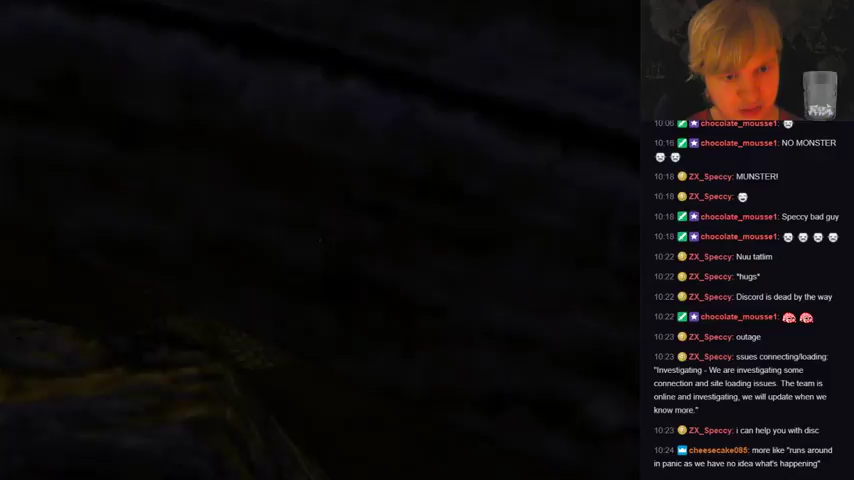 10:08 chocolate_mousse1:
10:16 chocolate_mousse1: NO MONSTER
10:18 ZX_Speccy: MUNSTER!
10:18 ZX_Speccy:
10:18 chocolate_mousse1: Speccy bad guy
10:18 chocolate_mousse1:
10:22 ZX_Speccy: Nuu tatlim
10:22 ZX_Speccy: *hugs*
10:22 ZX_Speccy: Discord is dead by the way
10:22 chocolate_mousse1:
10:23 ZX_Speccy: outage
10:23 ZX_Speccy: ssues connecting/loading:
"Investigating - We are investigating some
connection and site loading issues. The team is
online and investigating, we will update when we
know more."
10:23 ZX_Speccy: i can help you with disc
10:24 cheesecake085: more like "runs around
in panic as we have no idea what's happening"